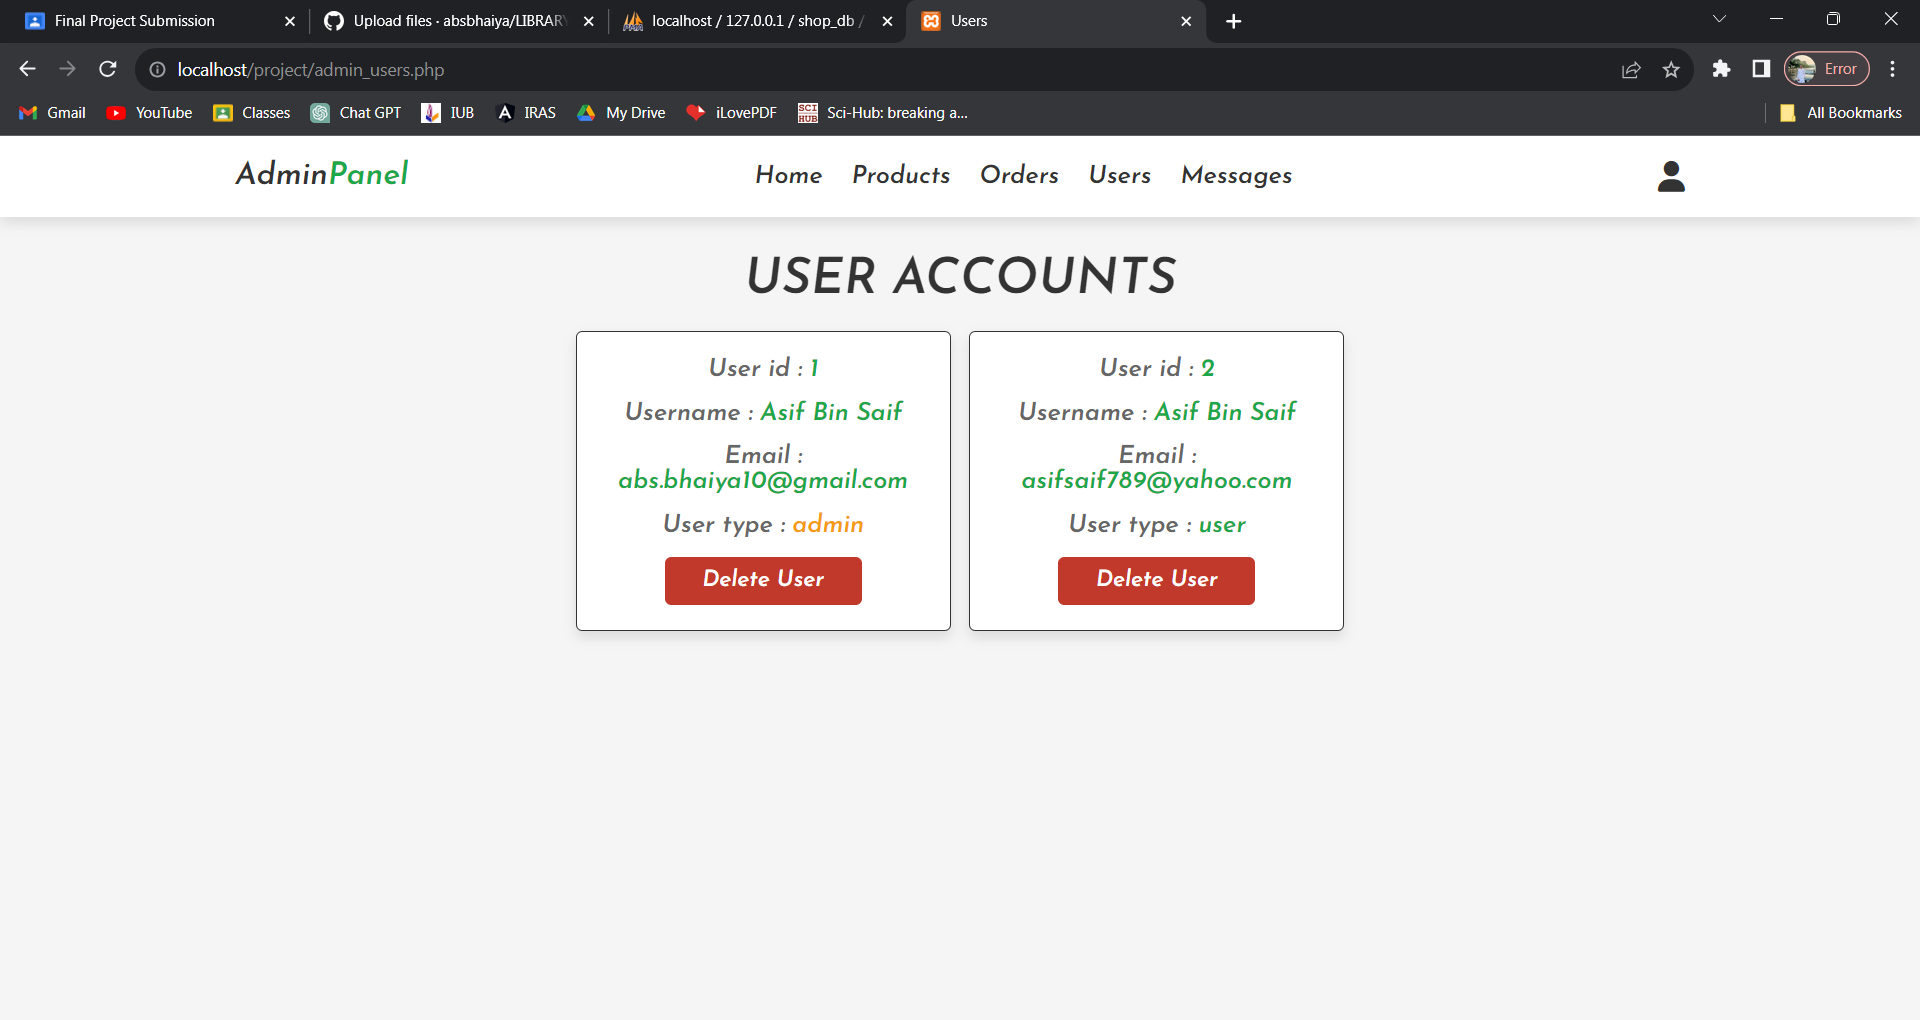 Final Project Submission
Upload files · absbhaiya/LIBRARY
localhost / 127.0.0.1 / shop_db /
Users
localhost/project/admin_users.php
Error
Gmail
YouTube
Classes
Chat GPT
IUB
IRAS
My Drive
iLovePDF
SCI HUB
Sci-Hub: breaking a...
All Bookmarks
AdminPanel
Home
Products
Orders
Users
Messages
USER ACCOUNTS
User id : 1
Username : Asif Bin Saif
Email :
abs.bhaiya10@gmail.com
User type : admin
Delete User
User id : 2
Username : Asif Bin Saif
Email :
asifsaif789@yahoo.com
User type : user
Delete User